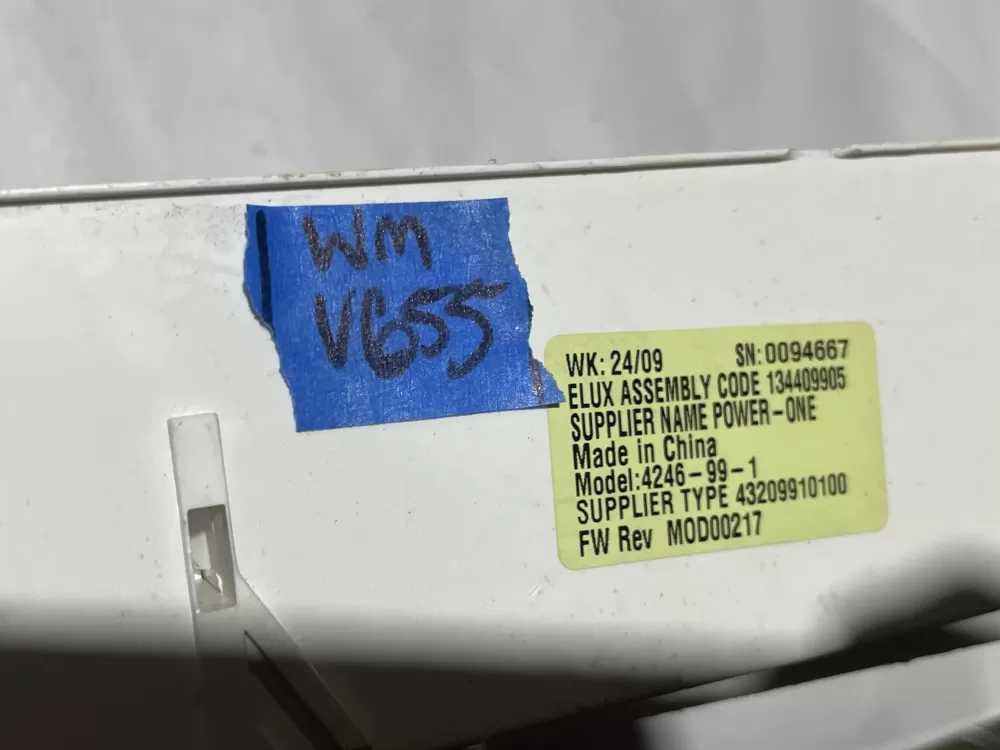 WM
V655
WK: 24/09 SN: 0094667
ELUX ASSEMBLY CODE 134409905
SUPPLIER NAME POWER-ONE
Made in China
Model:4246-99-1
SUPPLIER TYPE 43209910100
FW Rev MOD00217